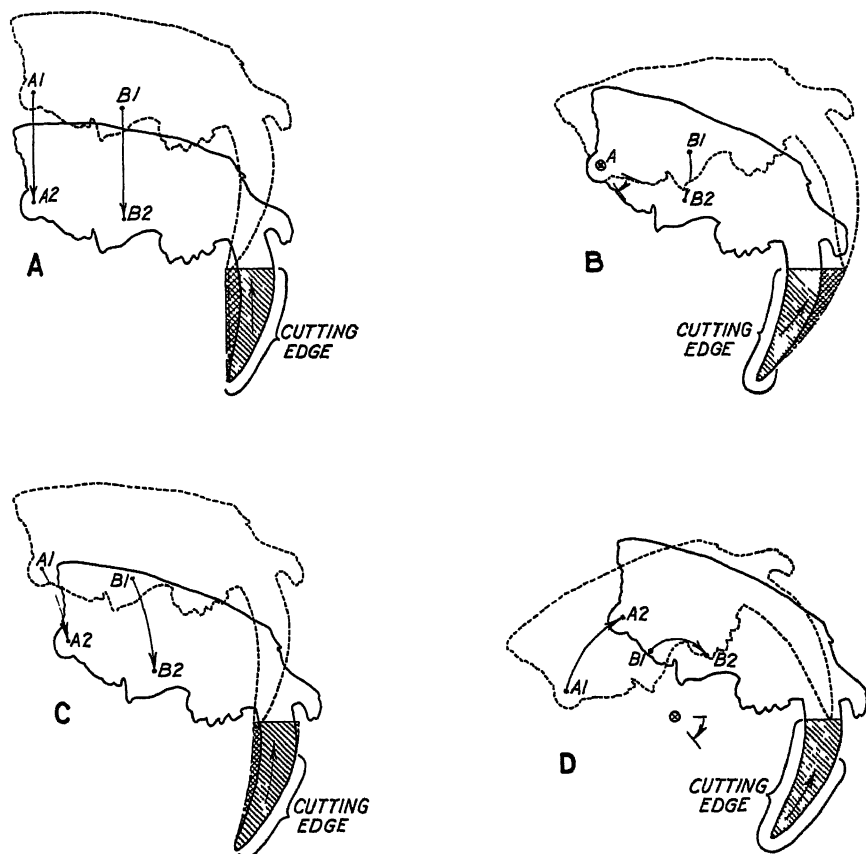 A1
B1
A2
B2
A
CUTTING
EDGE
A
B1
B2
B
CUTTING
EDGE
A1
B1
A2
B2
C
CUTTING
EDGE
A2
B1
B2
A1
D
CUTTING
EDGE